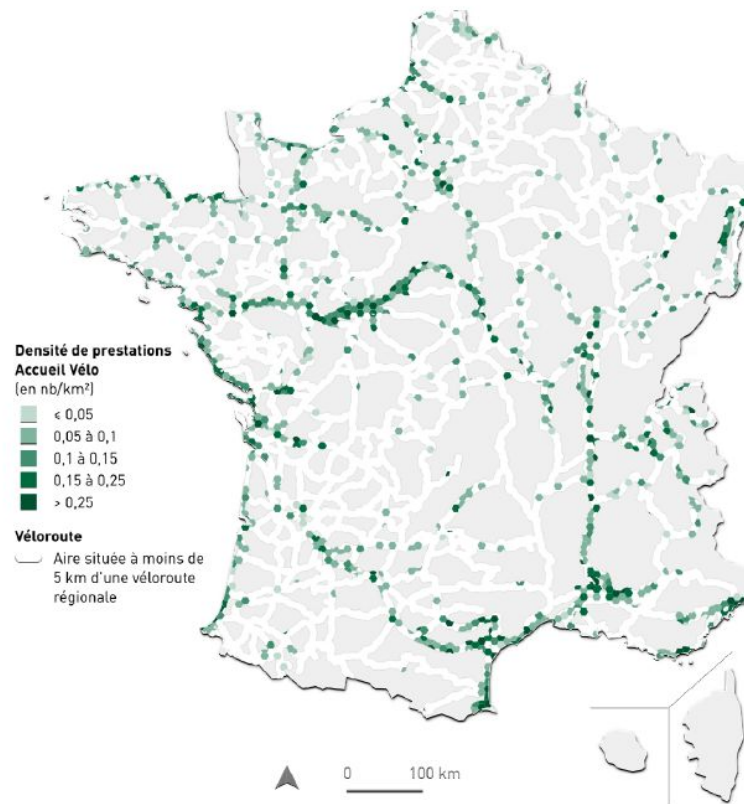 Densité de prestations
Accueil Vélo
(en nb/km²)
≤ 0,05
0,05 à 0,1
0,1 à 0,15
0,15 à 0,25
> 0,25
Véloroute
Aire située à moins de
5 km d'une véloroute
régionale
0 100 km